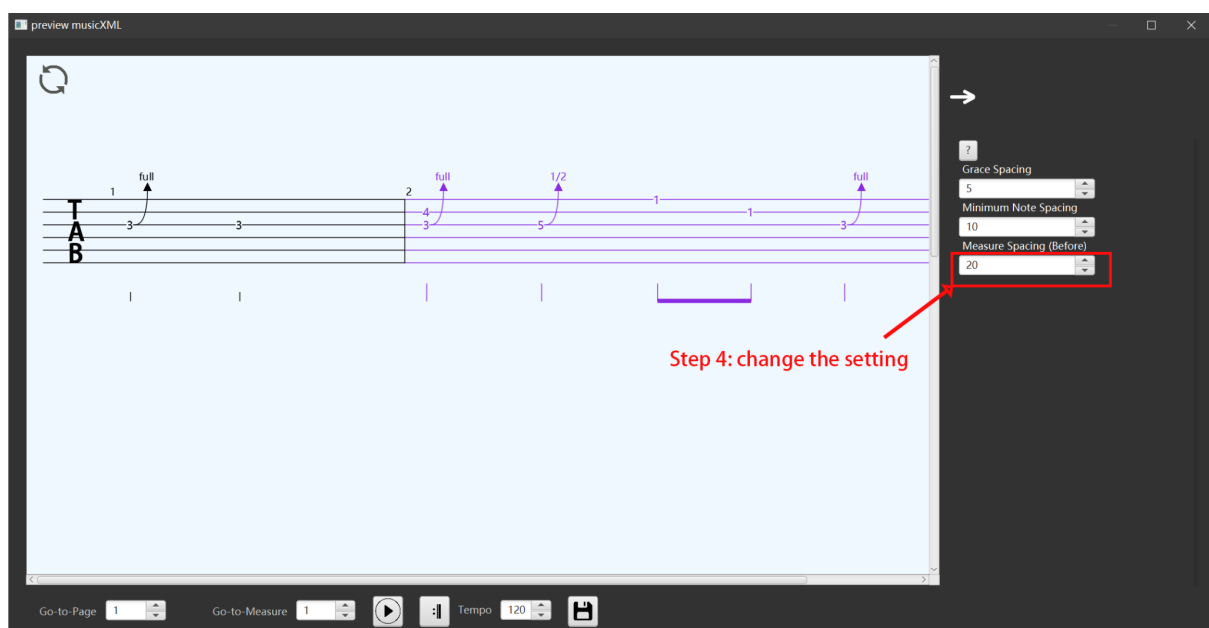 preview musicXML
full full 1/2 full
1 2
T
A
B
1
4 1
3 3 3 5 3
?
Grace Spacing
5
Minimum Note Spacing
10
Measure Spacing (Before)
20
Step 4: change the setting
Go-to-Page 1 Go-to-Measure 1 Tempo 120